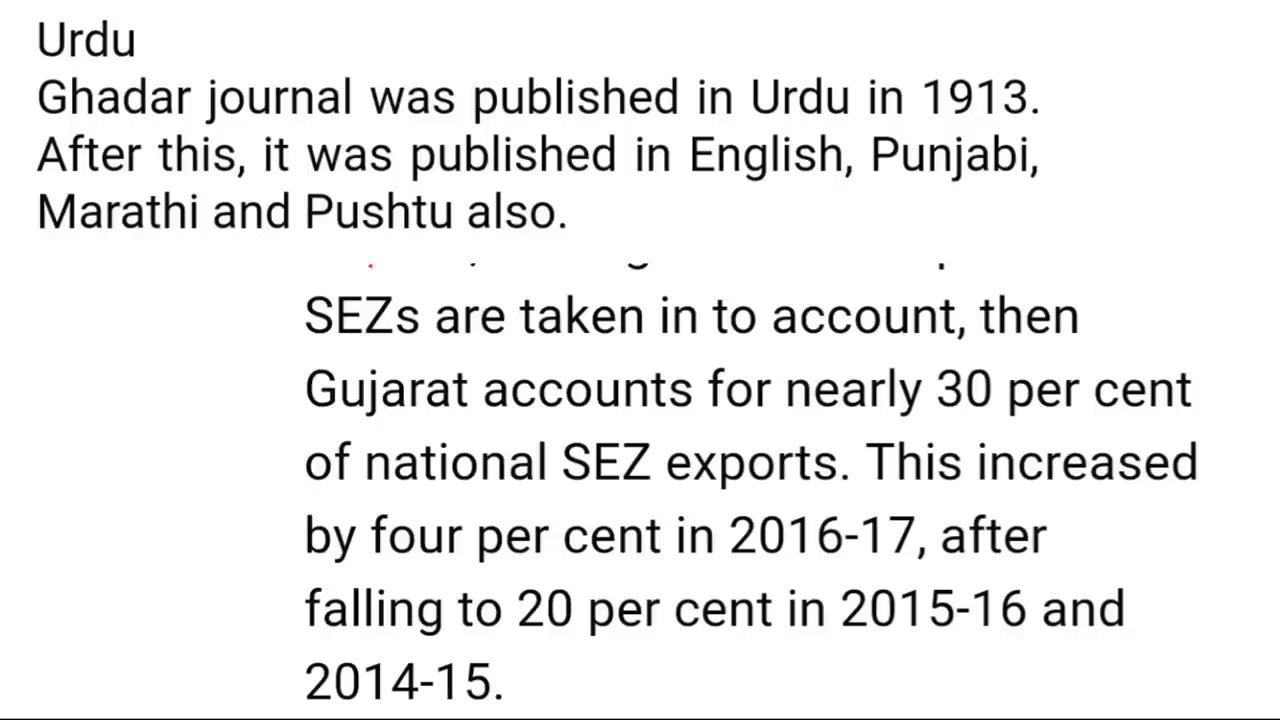 Urdu
Ghadar journal was published in Urdu in 1913.
After this, it was published in English, Punjabi,
Marathi and Pushtu also.
SEZs are taken in to account, then
Gujarat accounts for nearly 30 per cent
of national SEZ exports. This increased
by four per cent in 2016-17, after
falling to 20 per cent in 2015-16 and
2014-15.